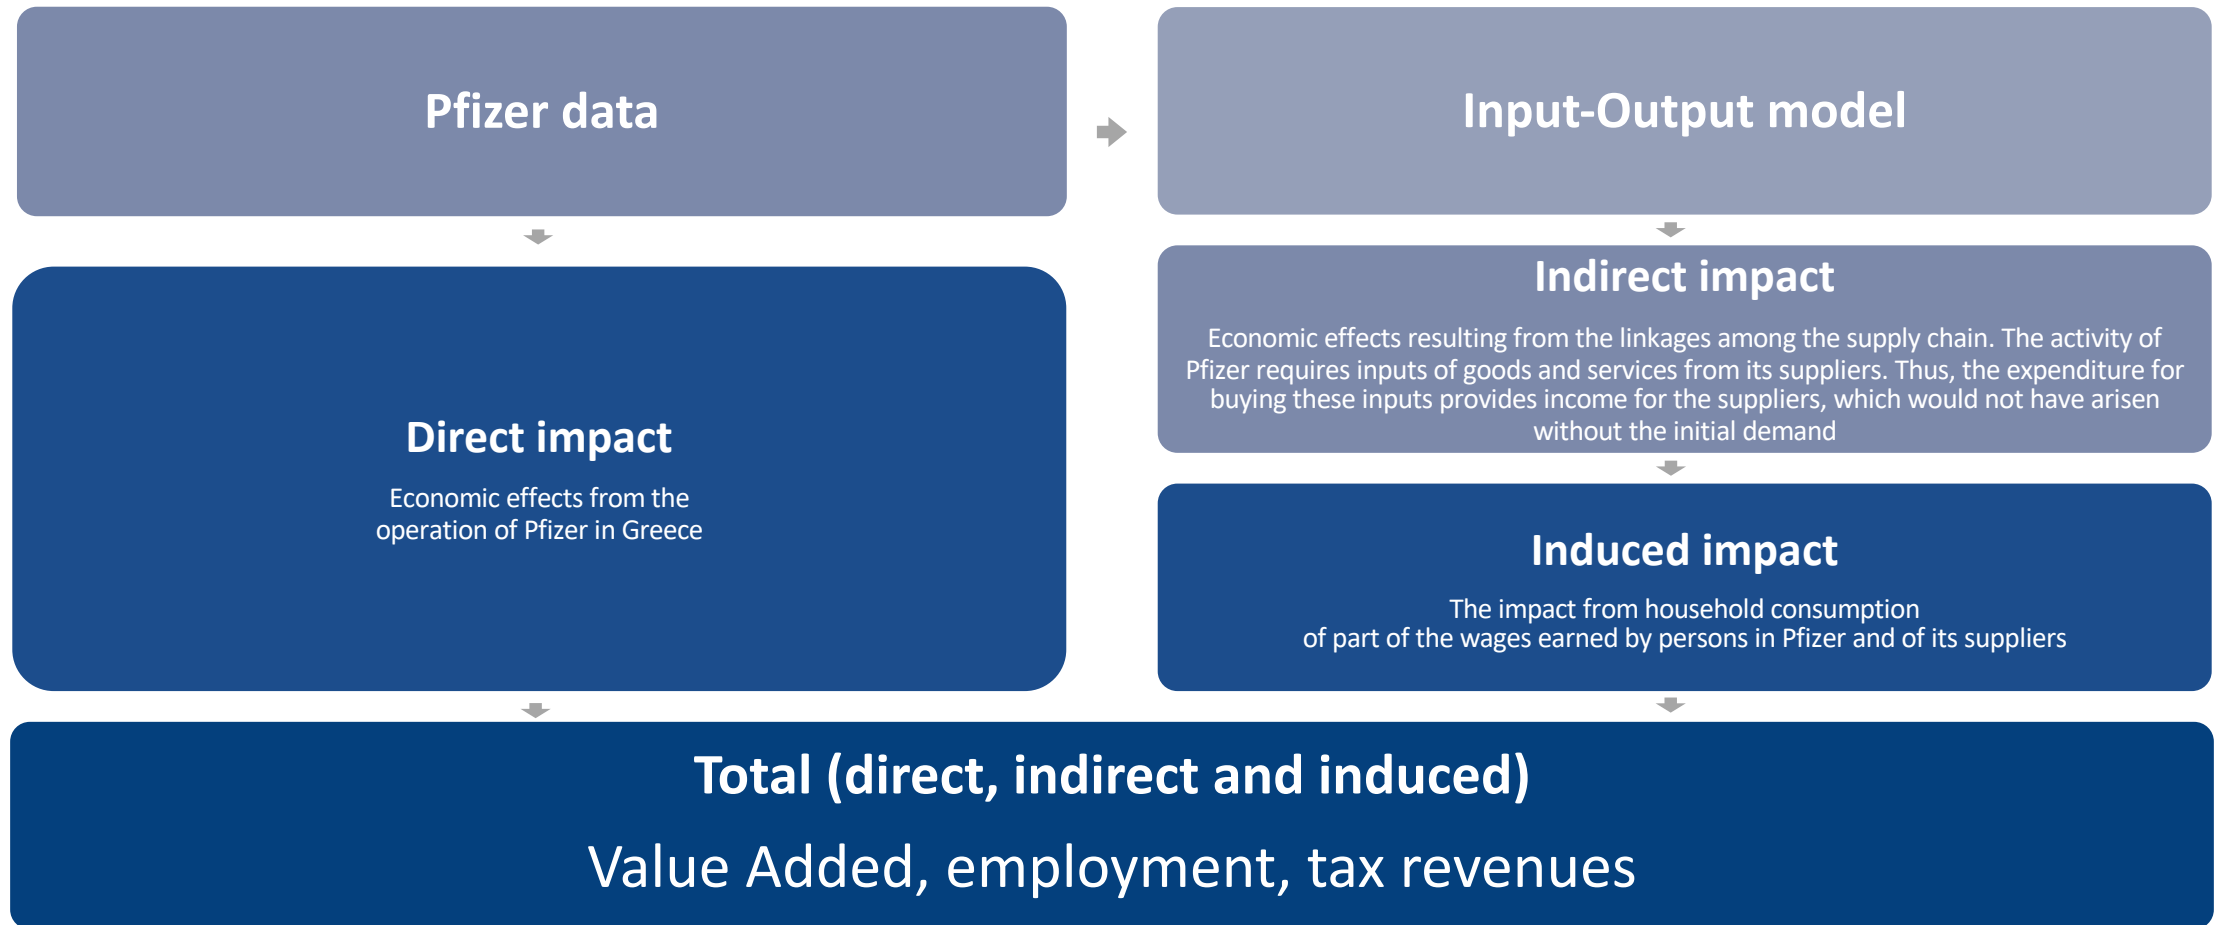 Pfizer data
Input-Output model
Direct impact
Economic effects from the
operation of Pfizer in Greece
Indirect impact
Economic effects resulting from the linkages among the supply chain. The activity of
Pfizer requires inputs of goods and services from its suppliers. Thus, the expenditure for
buying these inputs provides income for the suppliers, which would not have arisen
without the initial demand
Induced impact
The impact from household consumption
of part of the wages earned by persons in Pfizer and of its suppliers
Total (direct, indirect and induced)
Value Added, employment, tax revenues